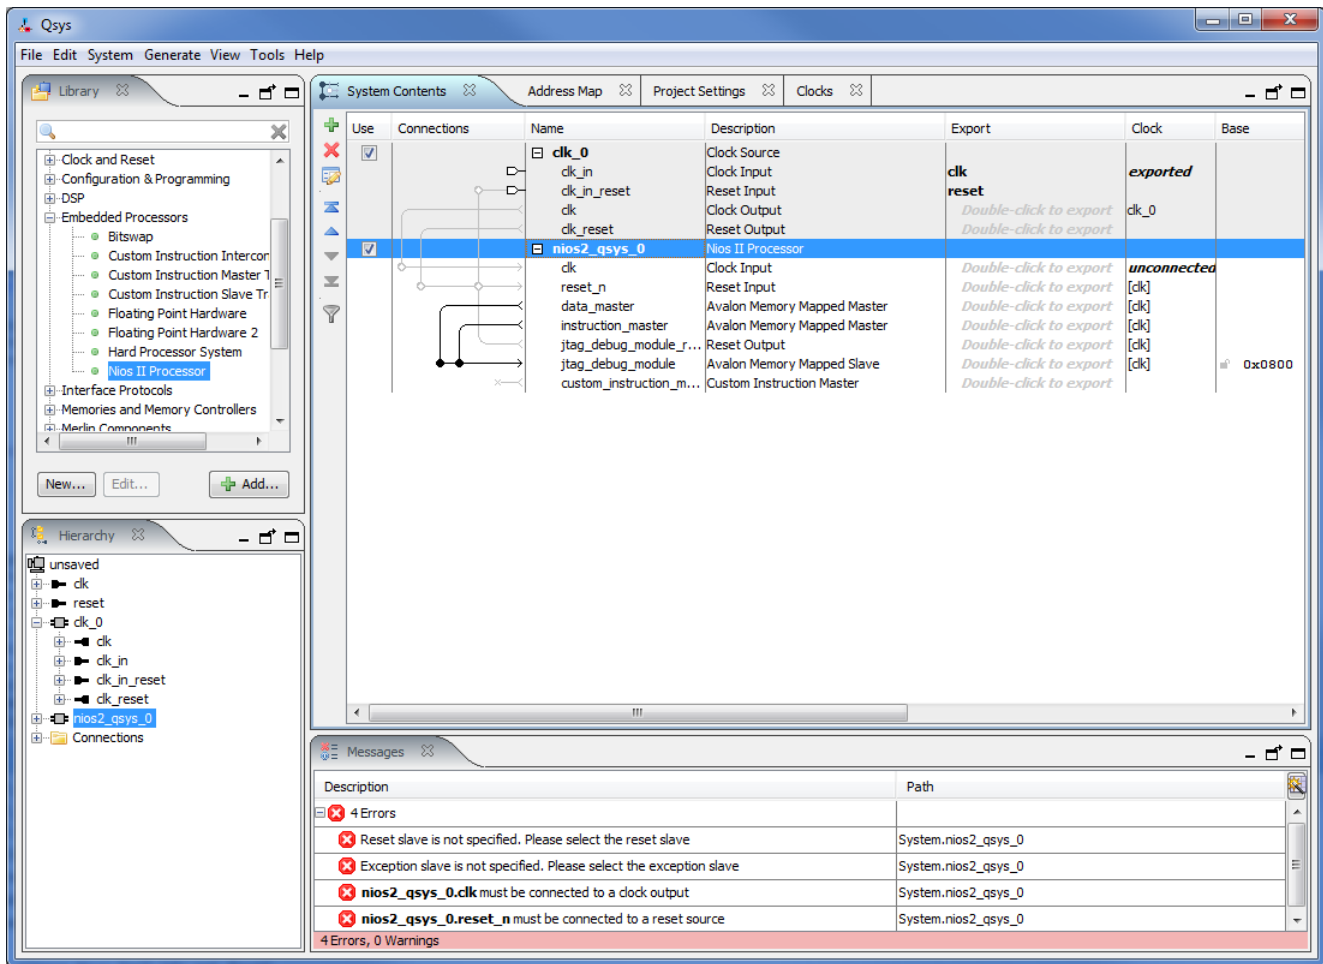 Qsys
File Edit System Generate View Tools Help
Library
Clock and Reset
Configuration & Programming
DSP
Embedded Processors
Bitswap
Custom Instruction Intercon
Custom Instruction Master T
Custom Instruction Slave Tr
Floating Point Hardware
Floating Point Hardware 2
Hard Processor System
Nios II Processor
Interface Protocols
Memories and Memory Controllers
Merlin Components
New... Edit... Add...
Hierarchy
unsaved
clk
reset
clk_0
clk
clk_in
clk_in_reset
clk_reset
nios2_qsys_0
Connections
System Contents Address Map Project Settings Clocks
Use Connections Name Description Export Clock Base
clk_0 Clock Source
clk_in Clock Input clk exported
clk_in_reset Reset Input reset
clk Clock Output Double-click to export clk_0
clk_reset Reset Output Double-click to export
nios2_qsys_0 Nios II Processor
clk Clock Input Double-click to export unconnected
reset_n Reset Input Double-click to export [clk]
data_master Avalon Memory Mapped Master Double-click to export [clk]
instruction_master Avalon Memory Mapped Master Double-click to export [clk]
jtag_debug_module_r... Reset Output Double-click to export [clk]
jtag_debug_module Avalon Memory Mapped Slave Double-click to export [clk] 0x0800
custom_instruction_m... Custom Instruction Master Double-click to export
Messages
Description Path
4 Errors
Reset slave is not specified. Please select the reset slave System.nios2_qsys_0
Exception slave is not specified. Please select the exception slave System.nios2_qsys_0
nios2_qsys_0.clk must be connected to a clock output System.nios2_qsys_0
nios2_qsys_0.reset_n must be connected to a reset source System.nios2_qsys_0
4 Errors, 0 Warnings